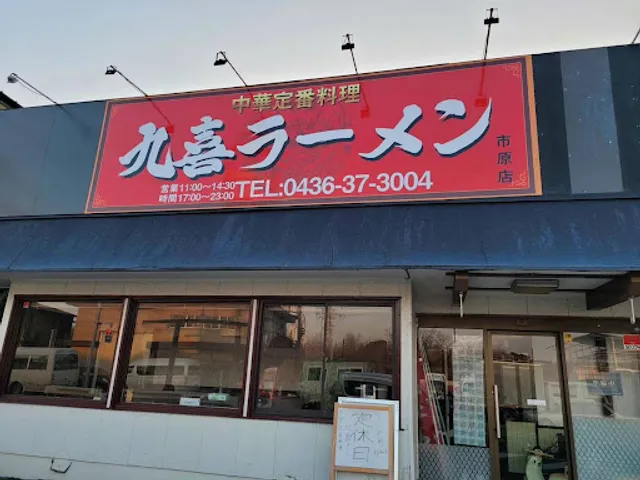 中華定番料理
九喜ラーメン
市原店
営業 11:00～14:30
時間 17:00～23:00
TEL:0436-37-3004
定休日